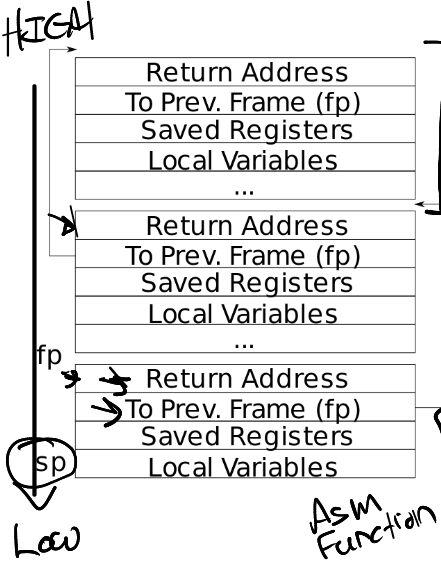 HIGH
Return Address
To Prev. Frame (fp)
Saved Registers
Local Variables
...
Return Address
To Prev. Frame (fp)
Saved Registers
Local Variables
...
fp
Return Address
To Prev. Frame (fp)
Saved Registers
sp
Local Variables
Low
Asm
Function